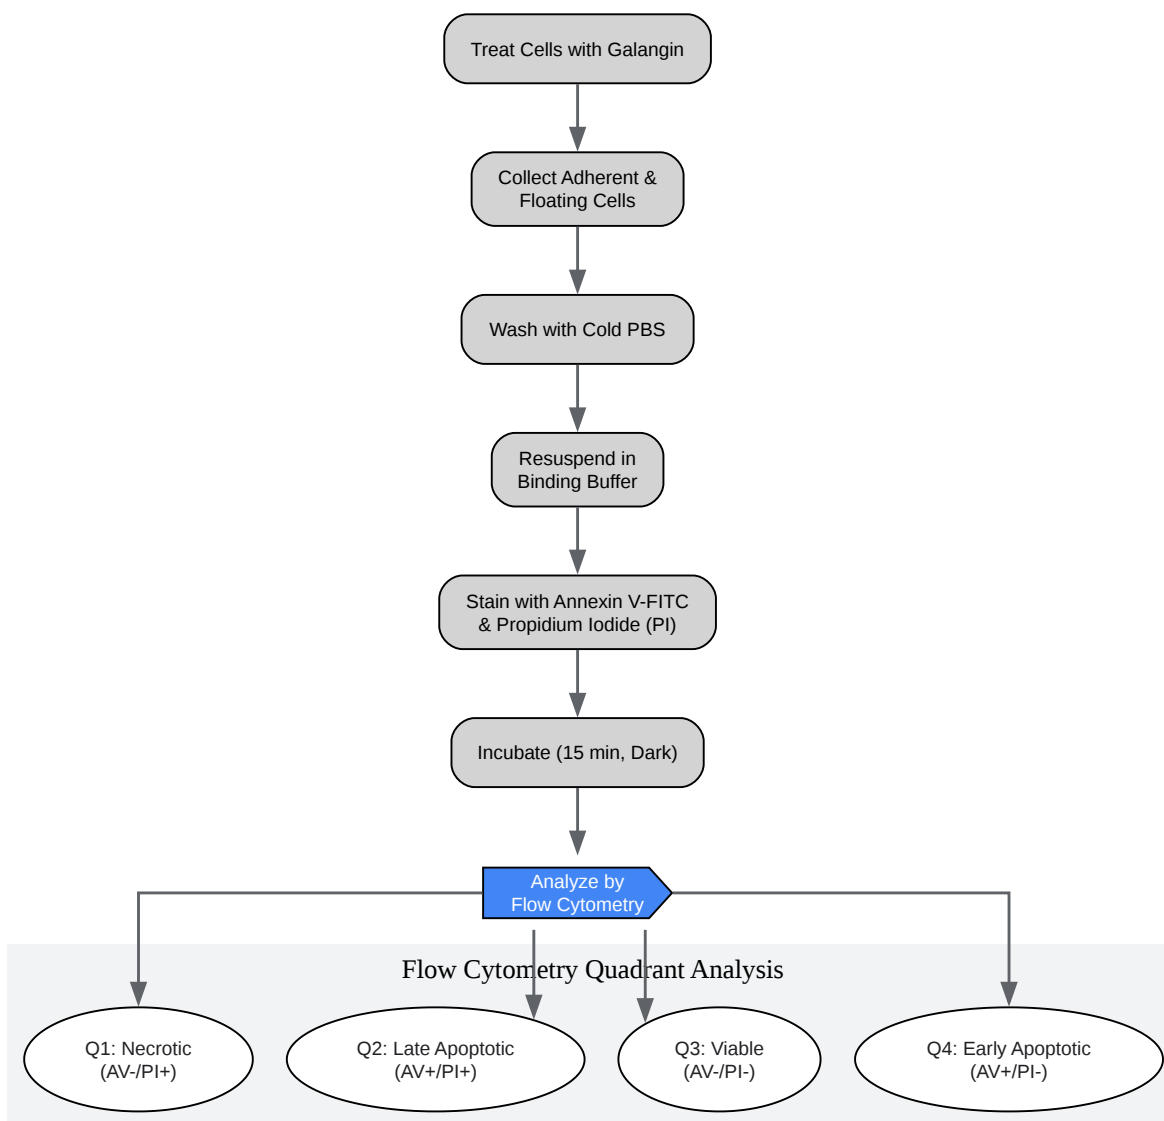 Treat Cells with Galangin
Collect Adherent &
Floating Cells
Wash with Cold PBS
Resuspend in
Binding Buffer
Stain with Annexin V-FITC
& Propidium Iodide (PI)
Incubate (15 min, Dark)
Analyze by
Flow Cytometry
Flow Cytometry Quadrant Analysis
Q1: Necrotic
(AV-/PI+)
Q2: Late Apoptotic
(AV+/PI+)
Q3: Viable
(AV-/PI-)
Q4: Early Apoptotic
(AV+/PI-)